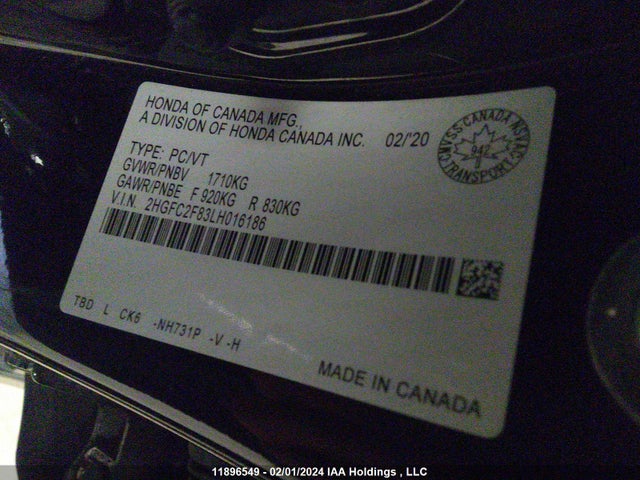 HONDA OF CANADA MFG.,
A DIVISION OF HONDA CANADA INC. 02/'20
CMVSS-CANADA NSVAC
942
TRANSPORT
TYPE: PC/VT
GVWR/PNBV 1710KG
GAWR/PNBE F 920KG R 830KG
V.I.N. 2HGFC2F83LH016186
TBD L CK6 -NH731P -V -H
MADE IN CANADA
11896549 - 02/01/2024 IAA Holdings , LLC